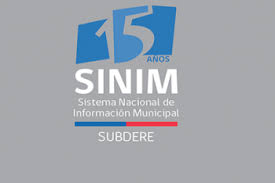 15
AÑOS
SINIM
Sistema Nacional de
Información Municipal
SUBDERE